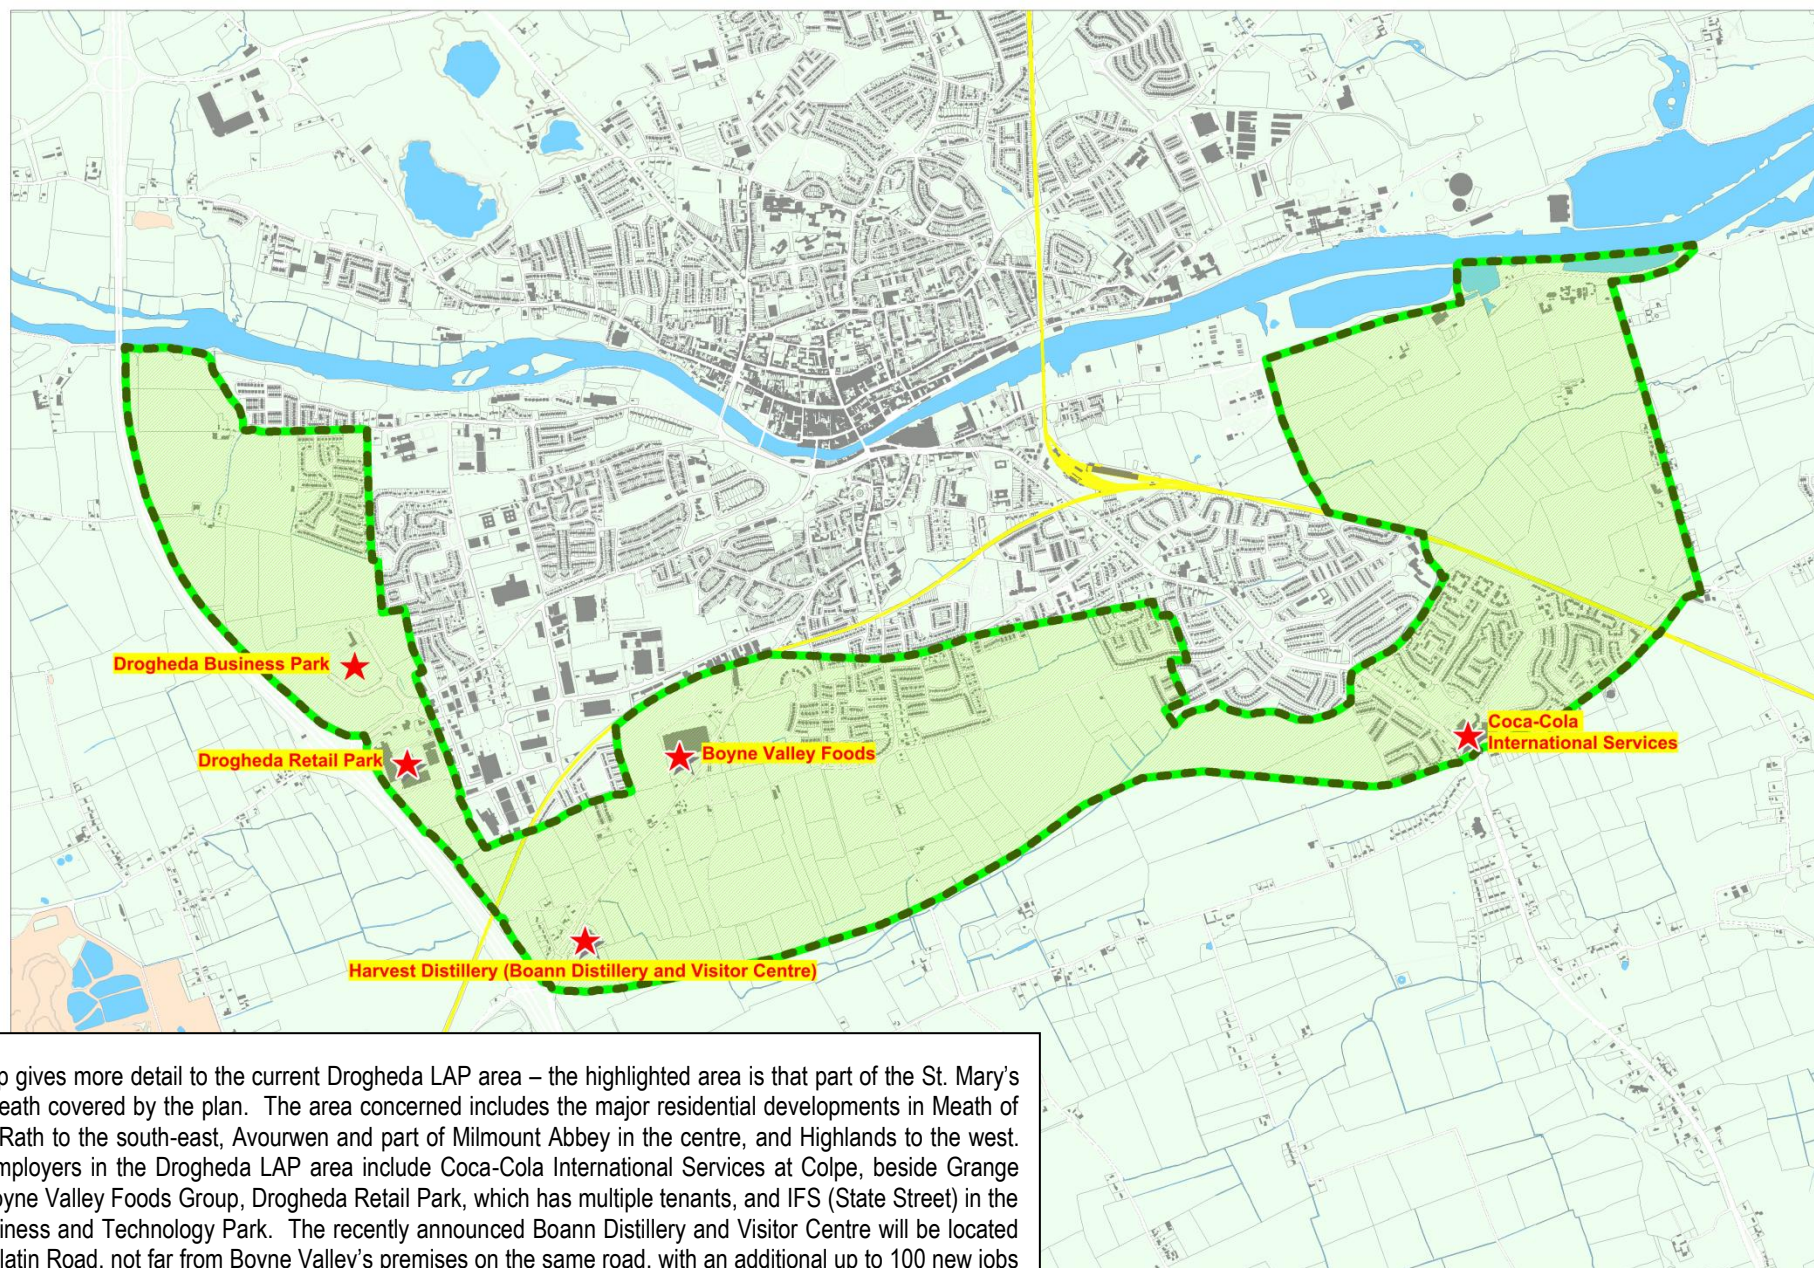 Drogheda Business Park
Drogheda Retail Park
Boyne Valley Foods
Coca-Cola
International Services
Harvest Distillery (Boann Distillery and Visitor Centre)
p gives more detail to the current Drogheda LAP area – the highlighted area is that part of the St. Mary’s
eath covered by the plan. The area concerned includes the major residential developments in Meath of
Rath to the south-east, Avourwen and part of Milmount Abbey in the centre, and Highlands to the west.
mployers in the Drogheda LAP area include Coca-Cola International Services at Colpe, beside Grange
oyne Valley Foods Group, Drogheda Retail Park, which has multiple tenants, and IFS (State Street) in the
iness and Technology Park. The recently announced Boann Distillery and Visitor Centre will be located
latin Road, not far from Boyne Valley’s premises on the same road, with an additional up to 100 new jobs